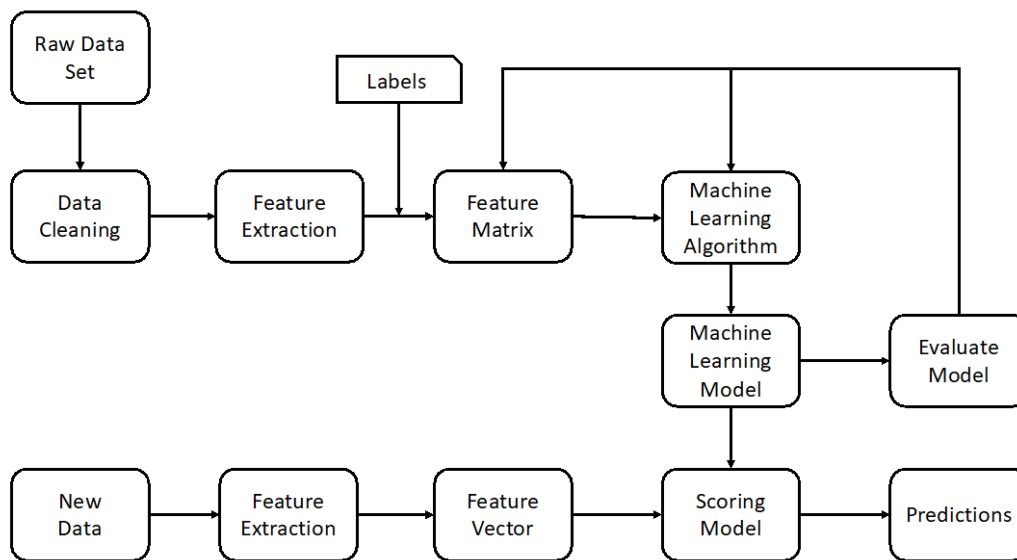 Raw Data
Set
Labels
Data
Cleaning
Feature
Extraction
Feature
Matrix
Machine
Learning
Algorithm
Machine
Learning
Model
Evaluate
Model
New
Data
Feature
Extraction
Feature
Vector
Scoring
Model
Predictions